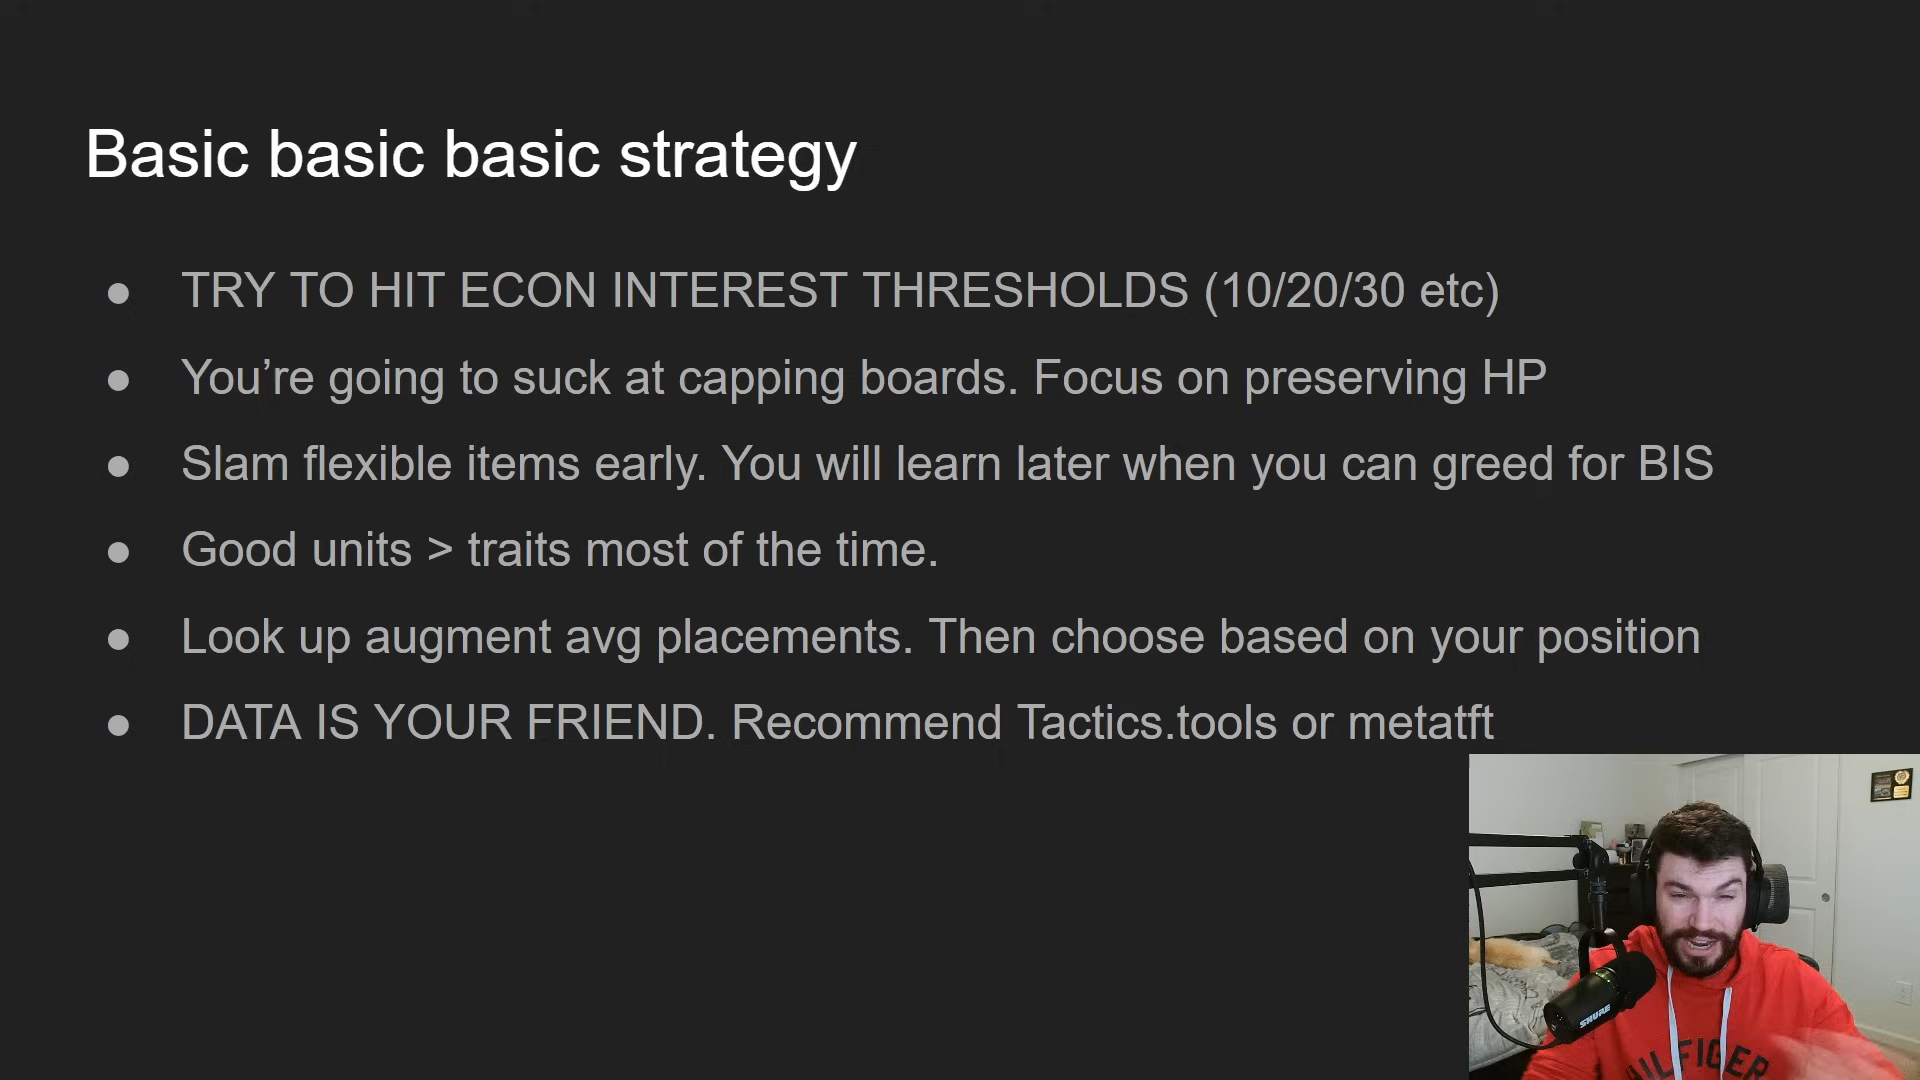 Basic basic basic strategy
● TRY TO HIT ECON INTEREST THRESHOLDS (10/20/30 etc)
● You’re going to suck at capping boards. Focus on preserving HP
● Slam flexible items early. You will learn later when you can greed for BIS
● Good units > traits most of the time.
● Look up augment avg placements. Then choose based on your position
● DATA IS YOUR FRIEND. Recommend Tactics.tools or metatft
SHURE